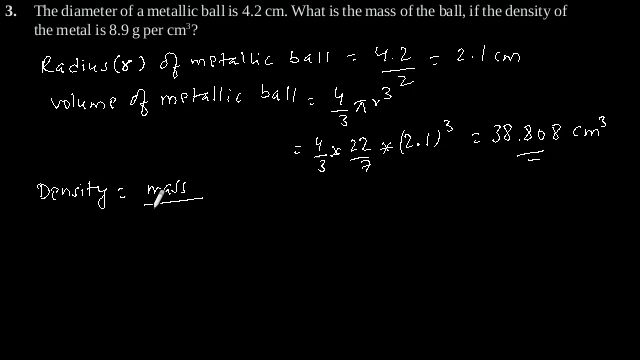 3. The diameter of a metallic ball is 4.2 cm. What is the mass of the ball, if the density of
the metal is 8.9 g per cm³?
Radius(r) of metallic ball = 4.2/2 = 2.1 cm
volume of metallic ball = 4/3 πr³
= 4/3 × 22/7 × (2.1)³ = 38.808 cm³
Density = mass